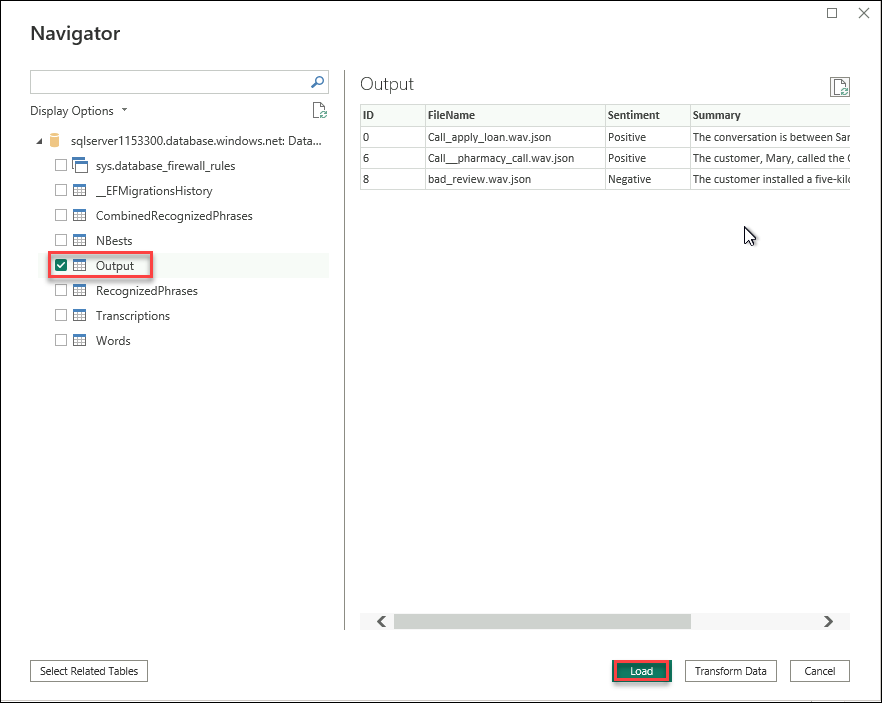 Navigator
Display Options
sqlserver1153300.database.windows.net: Data...
sys.database_firewall_rules
__EFMigrationsHistory
CombinedRecognizedPhrases
NBests
Output
RecognizedPhrases
Transcriptions
Words
Output
ID FileName Sentiment Summary
0 Call_apply_loan.wav.json Positive The conversation is between Sar
6 Call__pharmacy_call.wav.json Positive The customer, Mary, called the
8 bad_review.wav.json Negative The customer installed a five-kilo
Select Related Tables
Load
Transform Data
Cancel